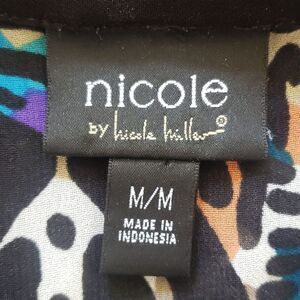 nicole
by nicole miller ®
M/M
MADE IN
INDONESIA